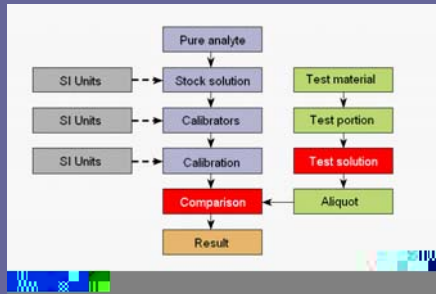 Pure analyte
SI Units
Stock solution
Test material
SI Units
Calibrators
Test portion
SI Units
Calibration
Test solution
Comparison
Aliquot
Result